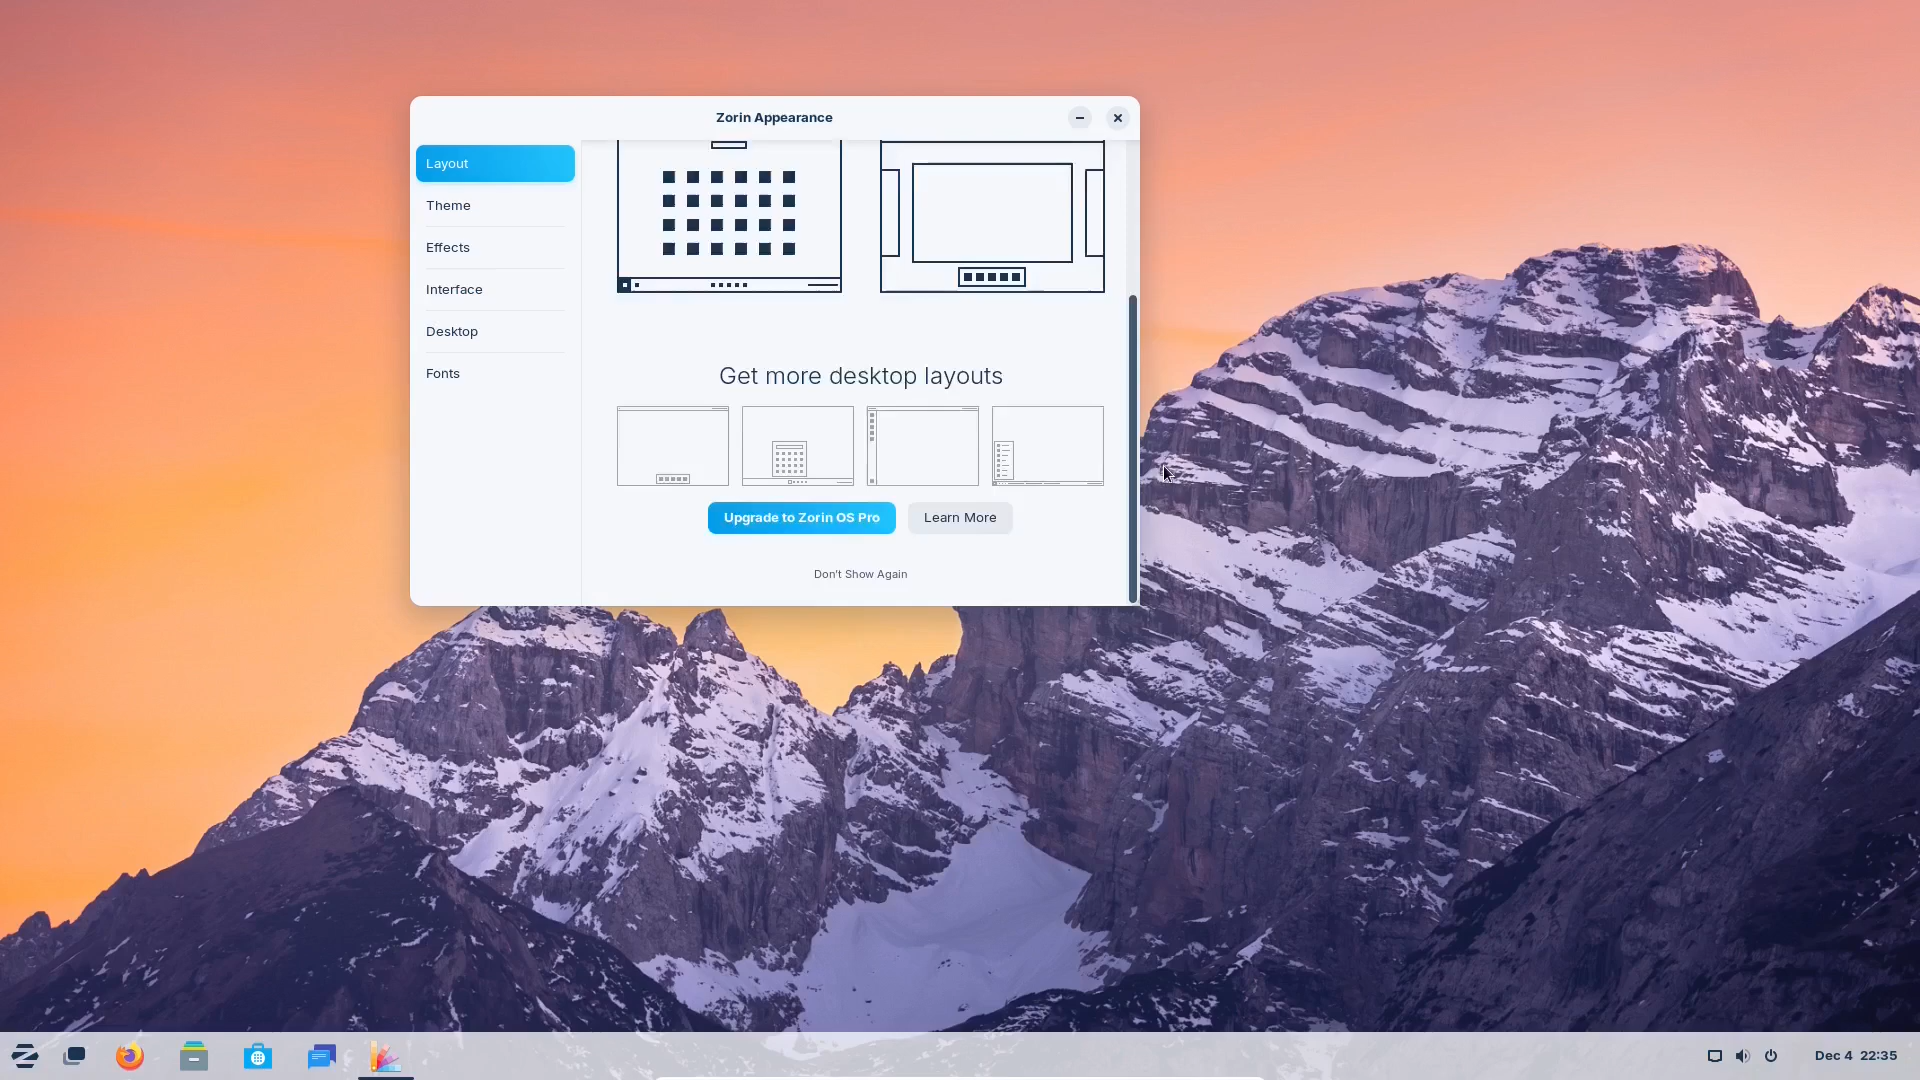 Zorin Appearance
Layout
Theme
Effects
Interface
Desktop
Fonts
Get more desktop layouts
Upgrade to Zorin OS Pro
Learn More
Don't Show Again
Dec 4 22:35